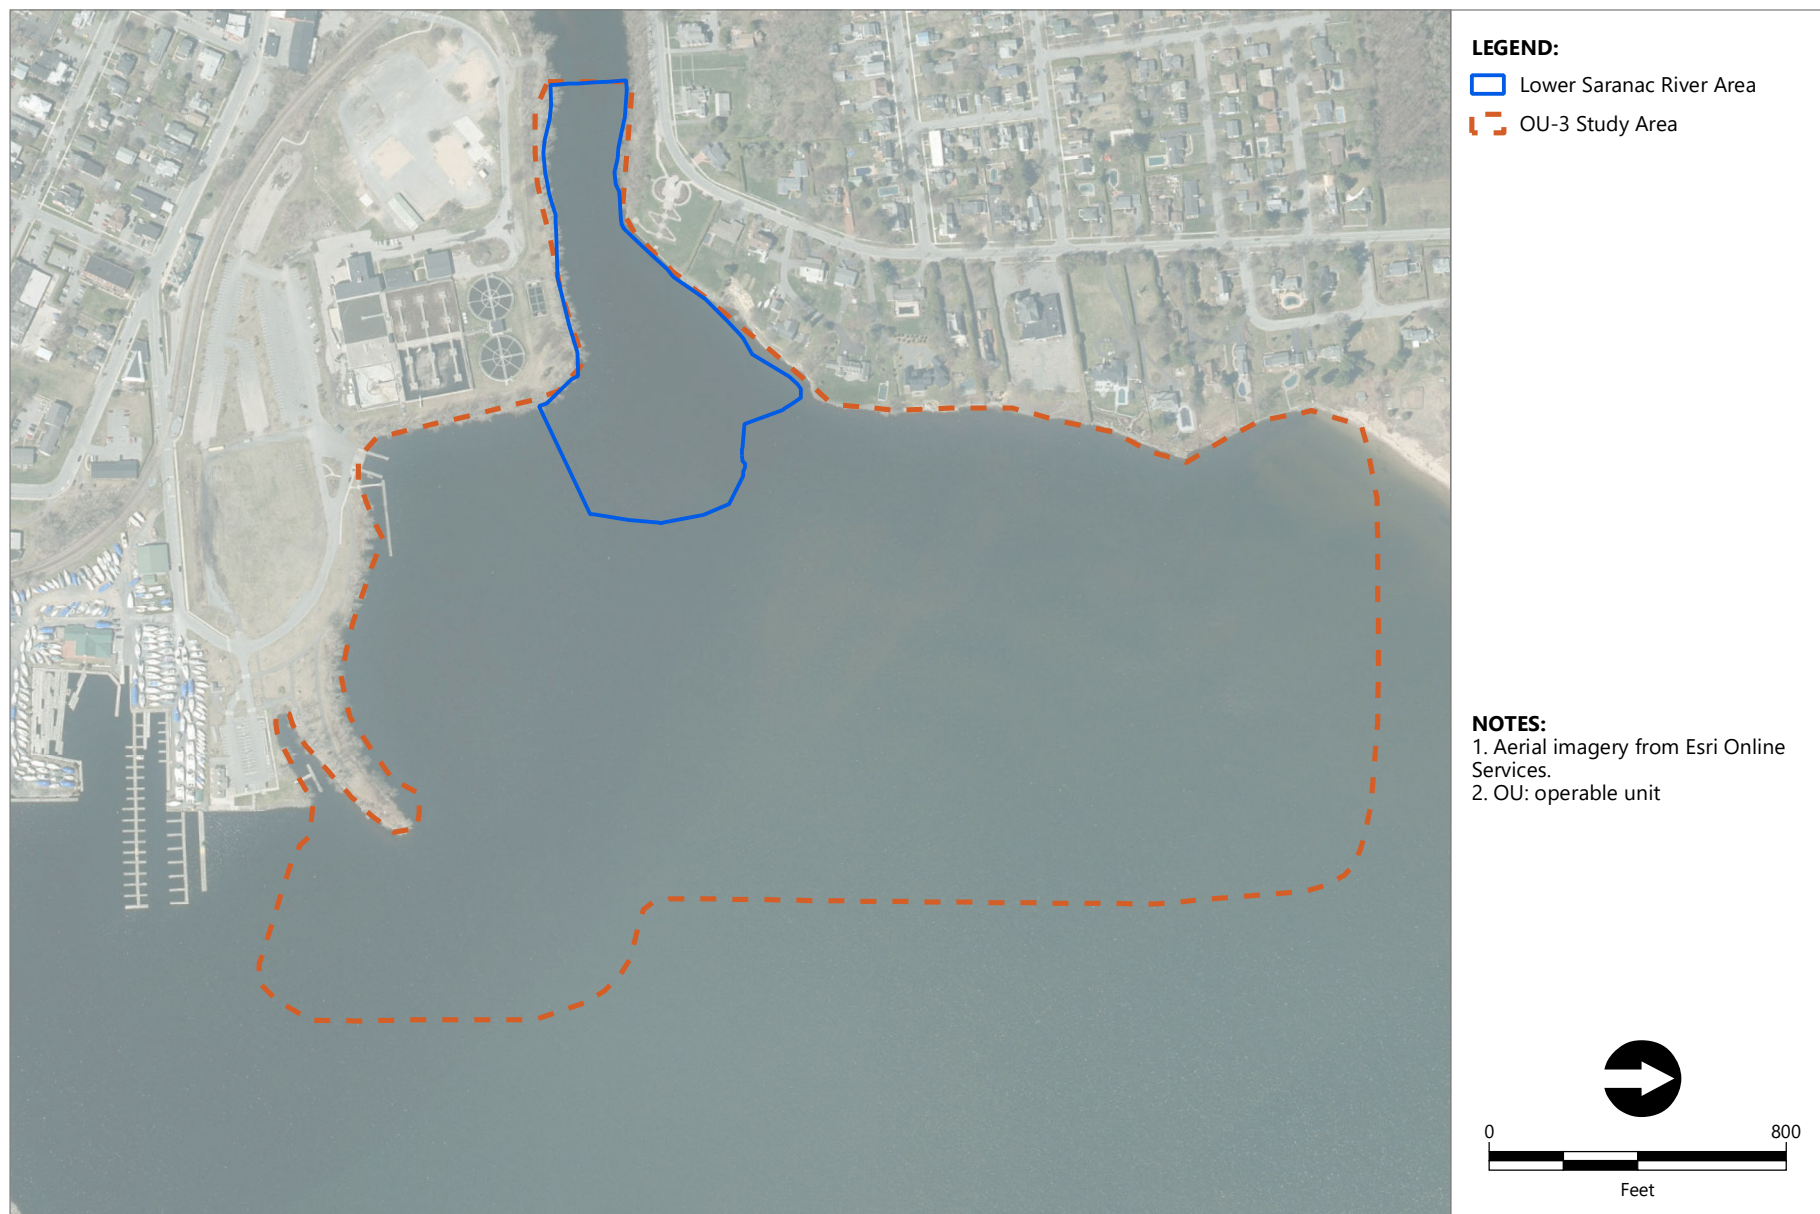 LEGEND:
Lower Saranac River Area
OU-3 Study Area
NOTES:
1. Aerial imagery from Esri Online
Services.
2. OU: operable unit
0 800
Feet